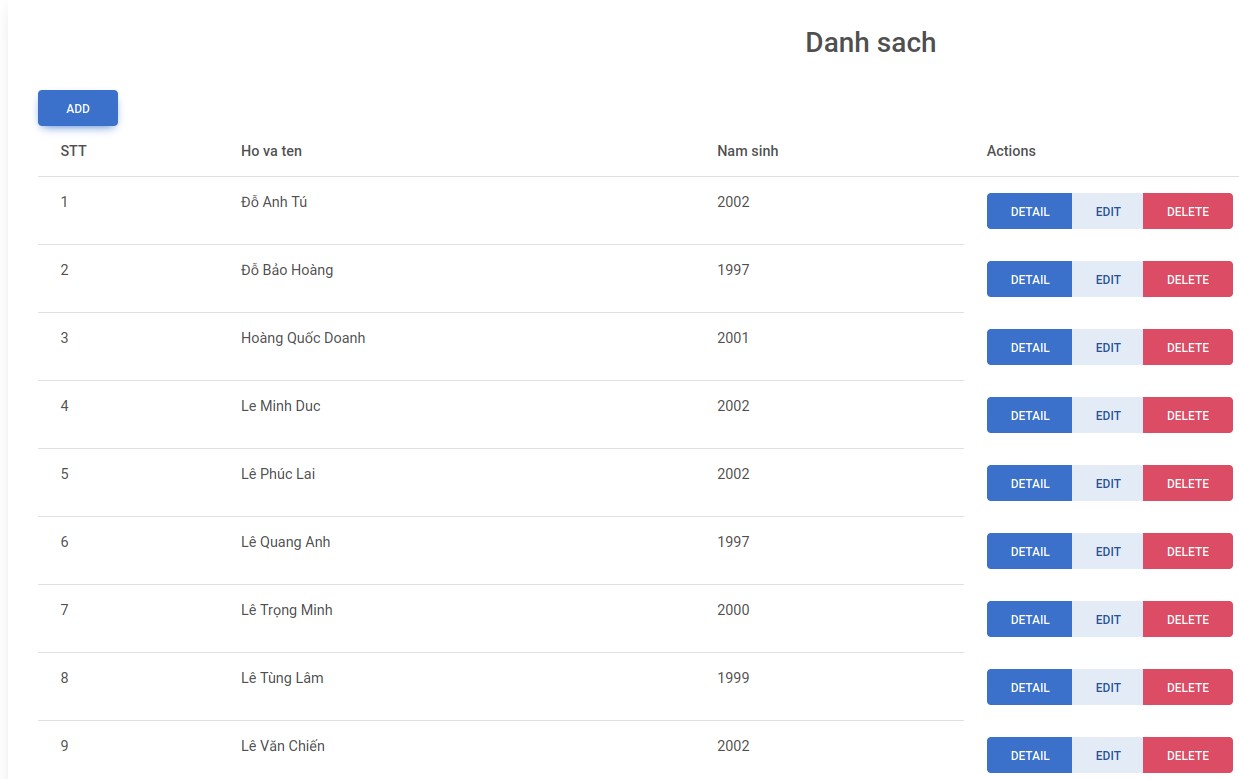 Danh sach
ADD
STT Ho va ten Nam sinh Actions
1 Đỗ Anh Tú 2002 DETAIL EDIT DELETE
2 Đỗ Bảo Hoàng 1997 DETAIL EDIT DELETE
3 Hoàng Quốc Doanh 2001 DETAIL EDIT DELETE
4 Le Minh Duc 2002 DETAIL EDIT DELETE
5 Lê Phúc Lai 2002 DETAIL EDIT DELETE
6 Lê Quang Anh 1997 DETAIL EDIT DELETE
7 Lê Trọng Minh 2000 DETAIL EDIT DELETE
8 Lê Tùng Lâm 1999 DETAIL EDIT DELETE
9 Lê Văn Chiến 2002 DETAIL EDIT DELETE